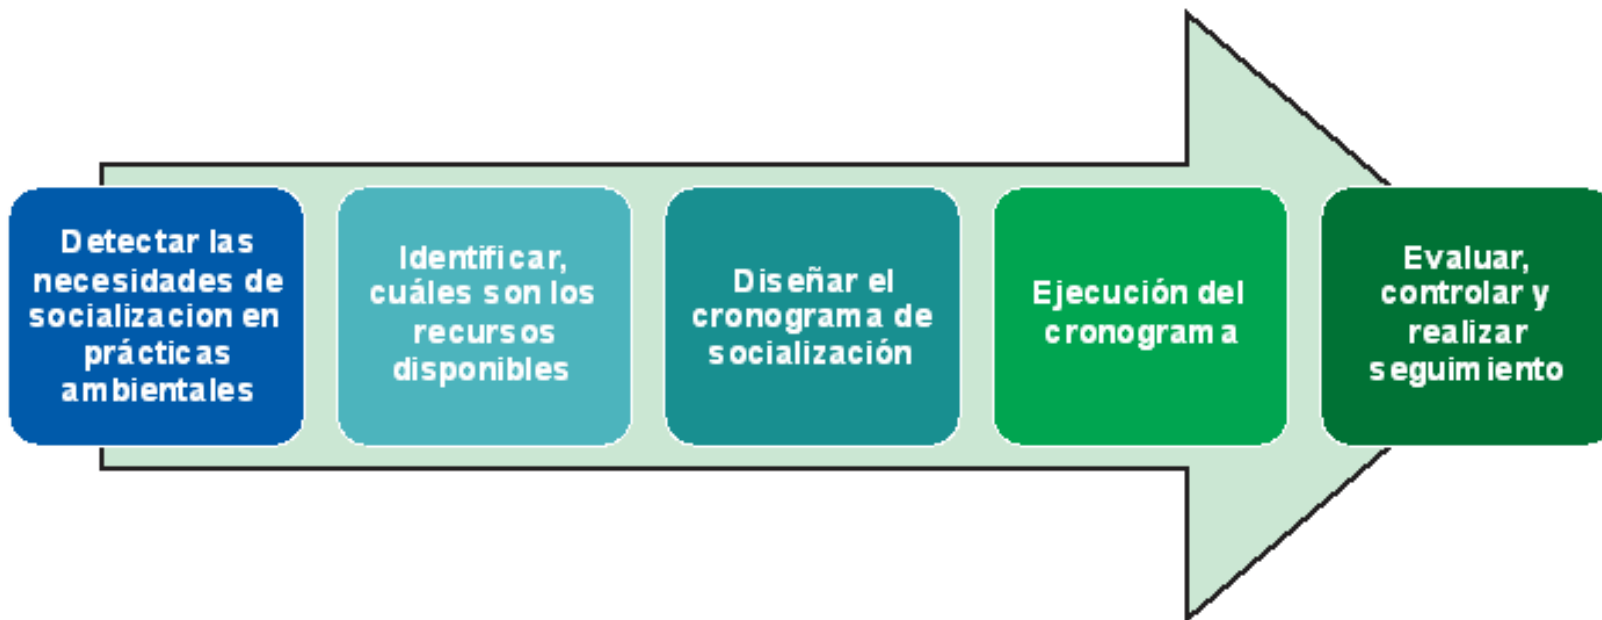 Detectar las
necesidades de
socializacion en
prácticas
ambientales
Identificar,
cuáles son los
recursos
disponibles
Diseñar el
cronograma de
socialización
Ejecución del
cronograma
Evaluar,
controlar y
realizar
seguimiento